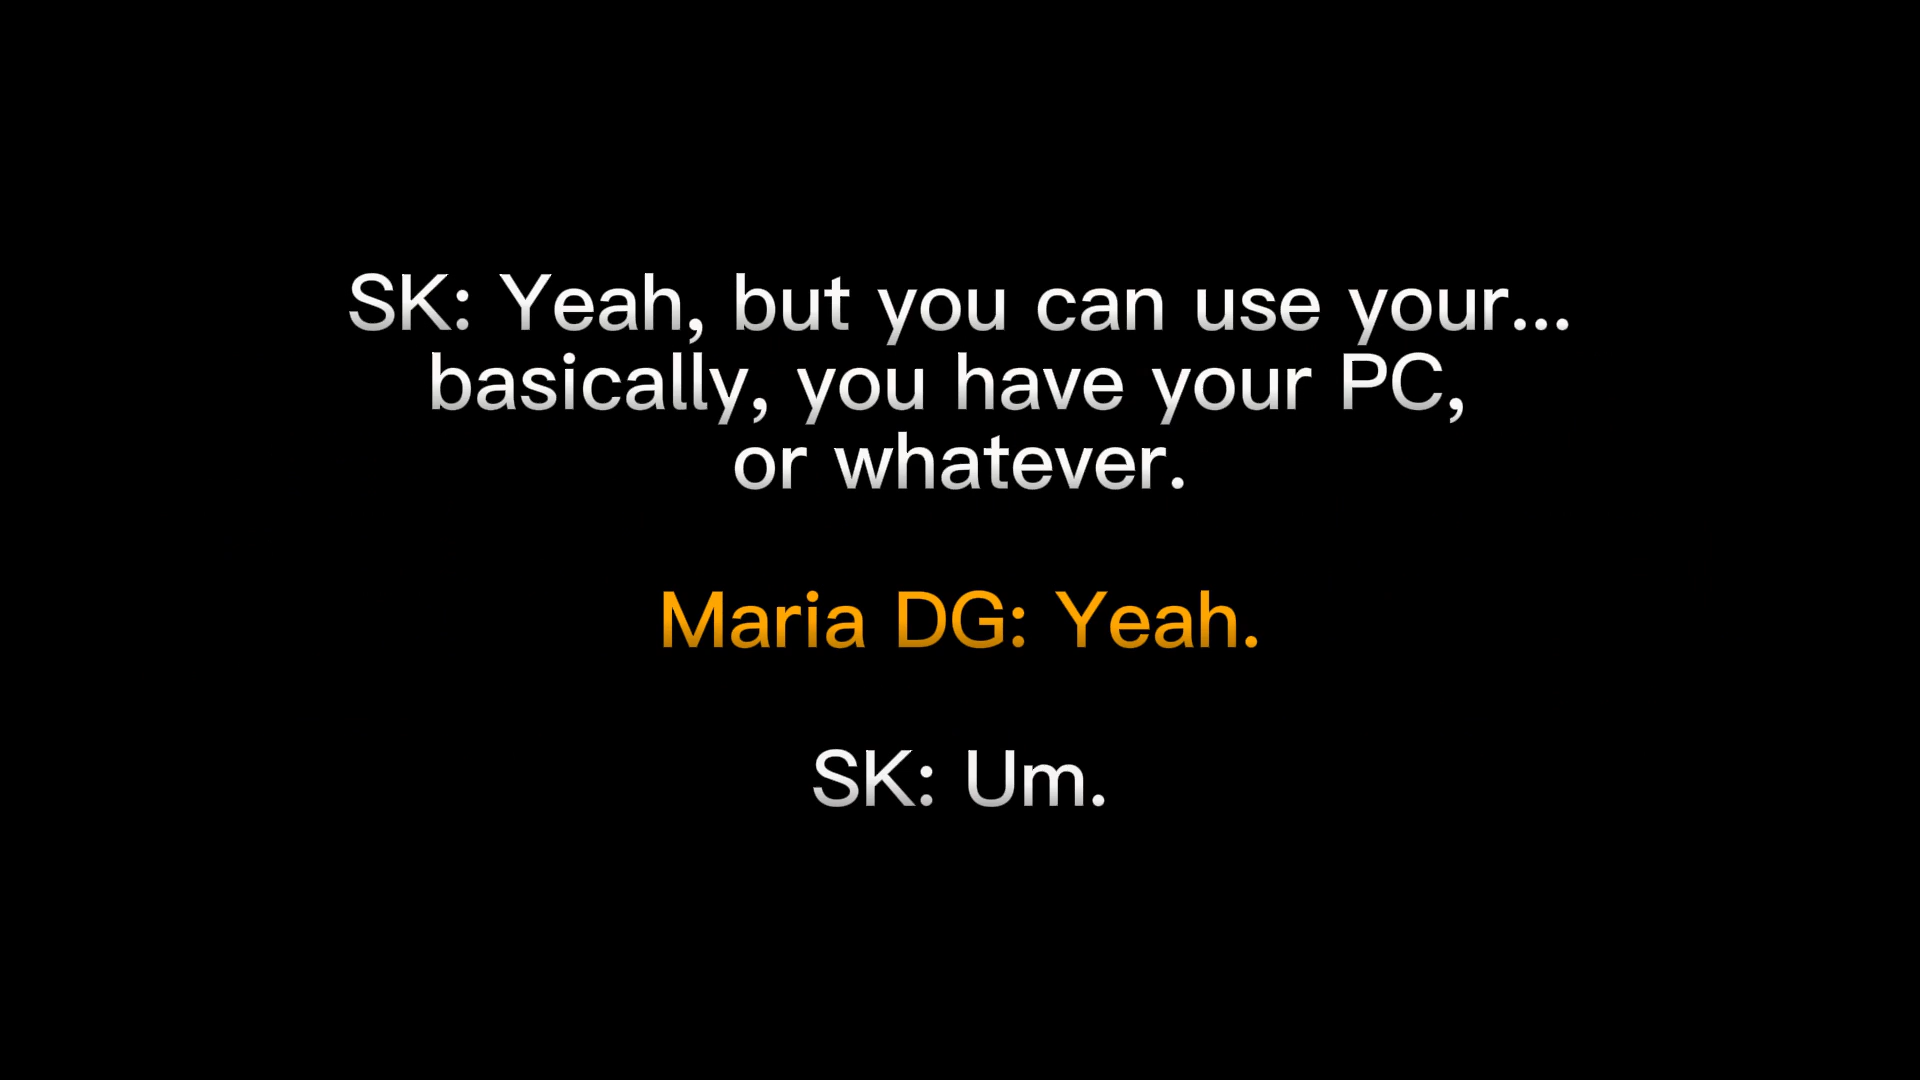 SK: Yeah, but you can use your...
basically, you have your PC,
or whatever.
Maria DG: Yeah.
SK: Um.